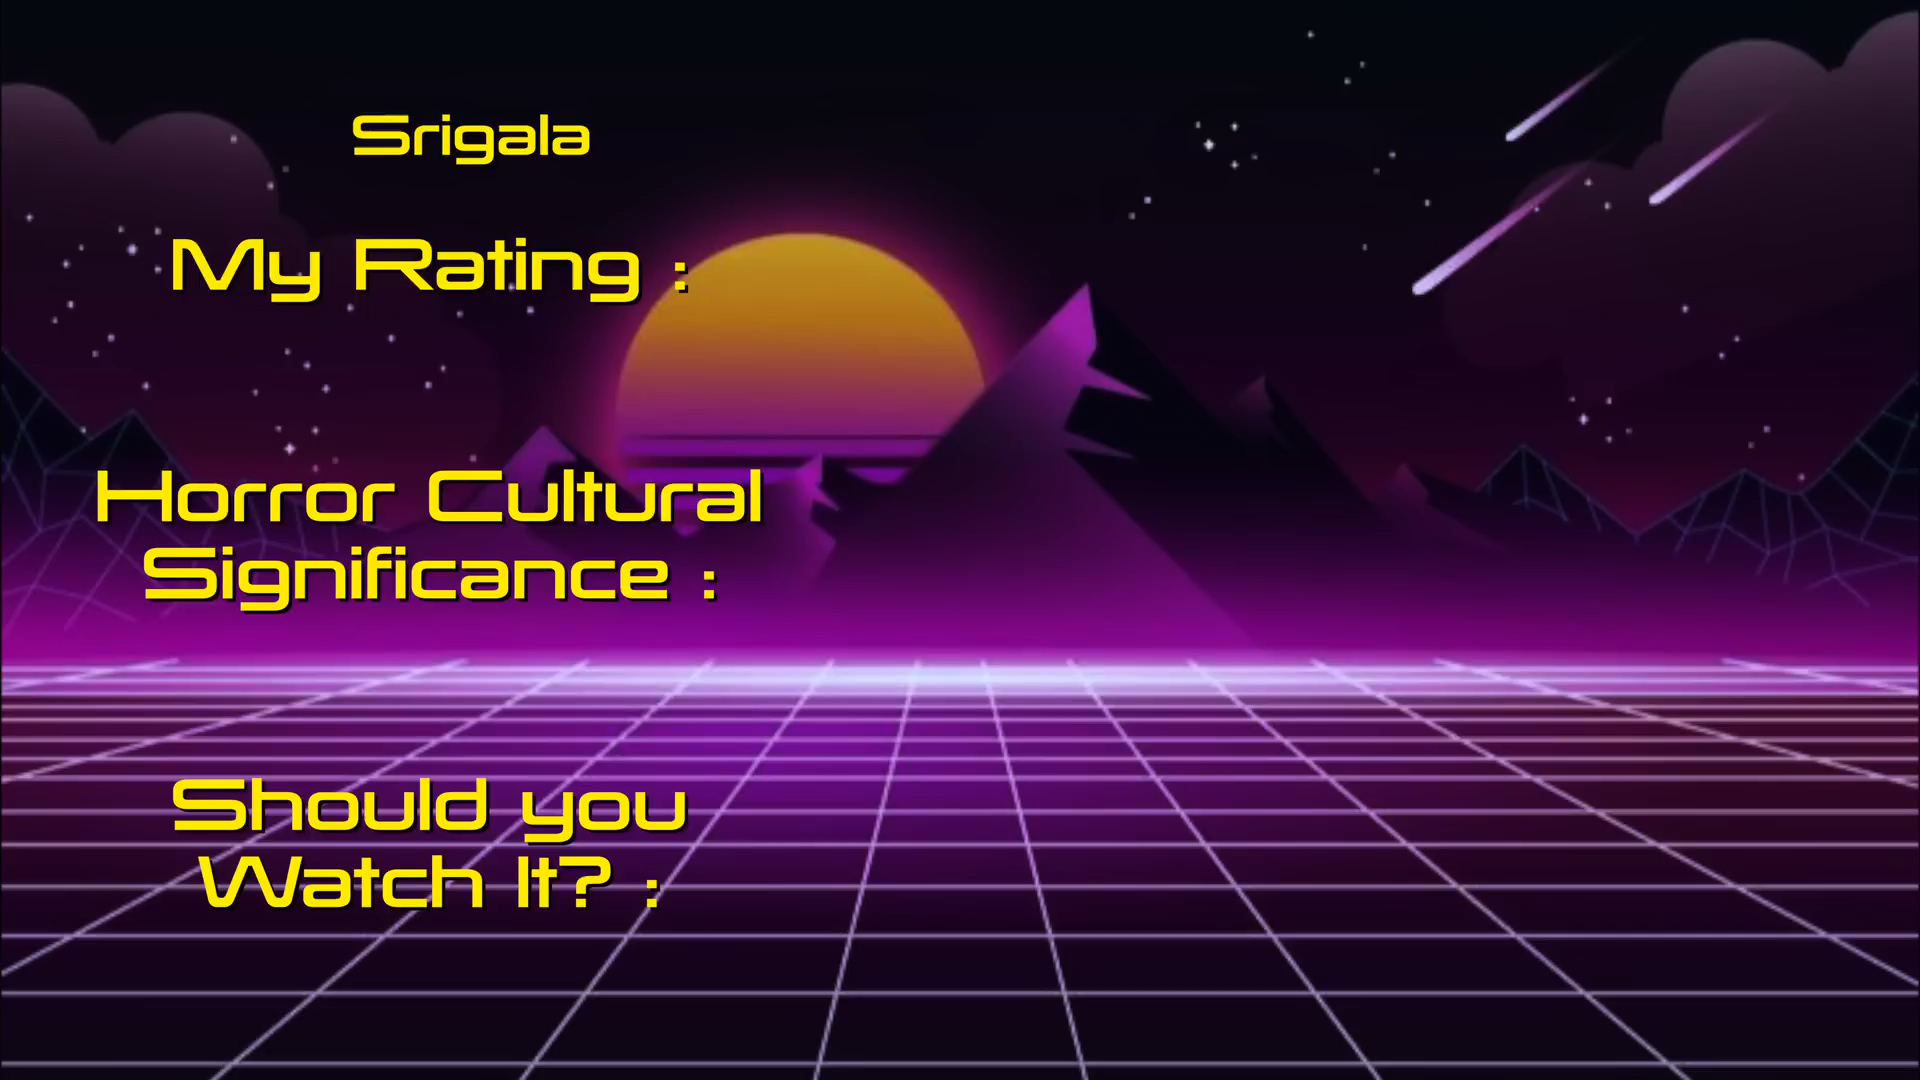 Srigala
My Rating :
Horror Cultural
Significance :
Should you
Watch It? :